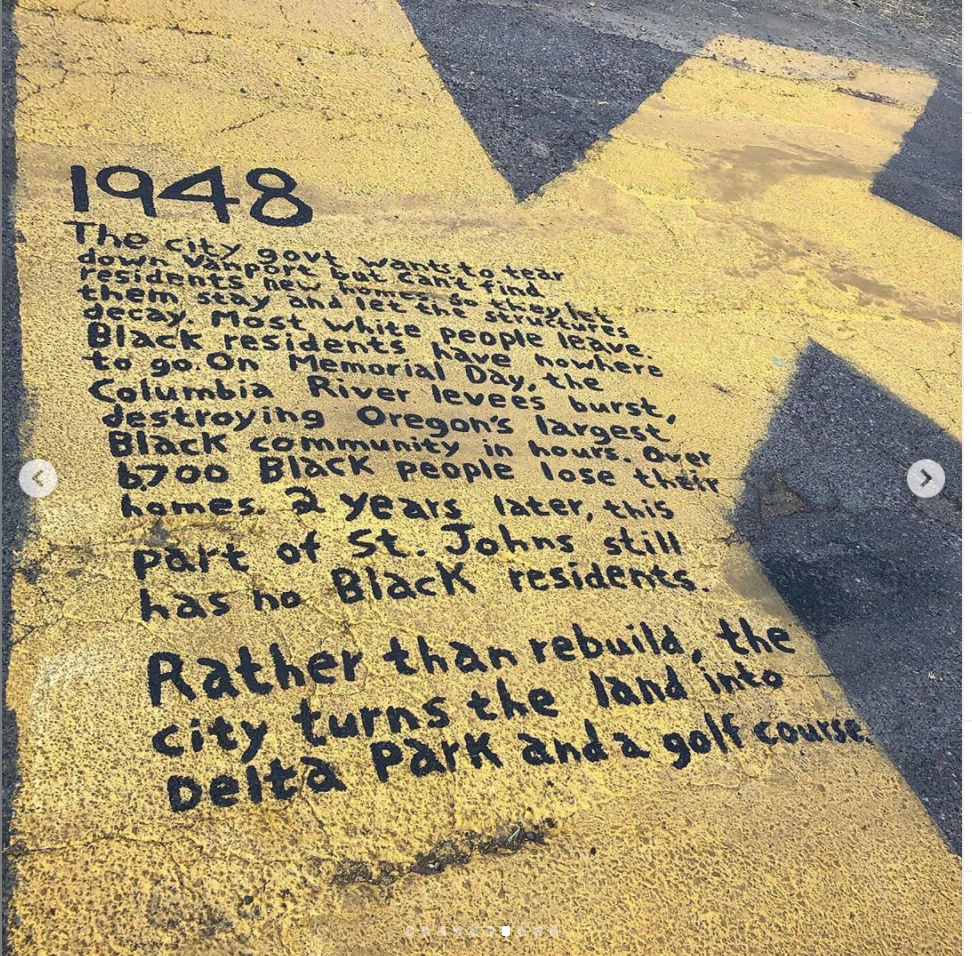 1948
The city govt wants to tear
down Vanport but can't find
residents new homes so they let
them stay and let the structures
decay. Most white people leave.
Black residents have nowhere
to go. On Memorial Day, the
Columbia River levees burst,
destroying Oregon's largest
Black community in hours. Over
6700 Black people lose their
homes. 2 years later, this
part of St. Johns still
has no Black residents.
Rather than rebuild, the
city turns the land into
Delta Park and a golf course.